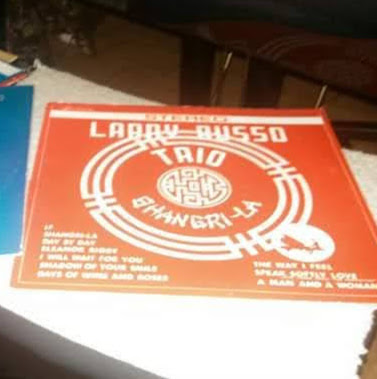 STEREO
LARRY RUSSO
TRIO
SHANGRI-LA
IF
SHANGRI-LA
DAY BY DAY
ELEANOR RIGBY
I WILL WAIT FOR YOU
SHADOW OF YOUR SMILE
DAYS OF WINE AND ROSES
THE WAY I FEEL
SPEAK SOFTLY LOVE
A MAN AND A WOMAN